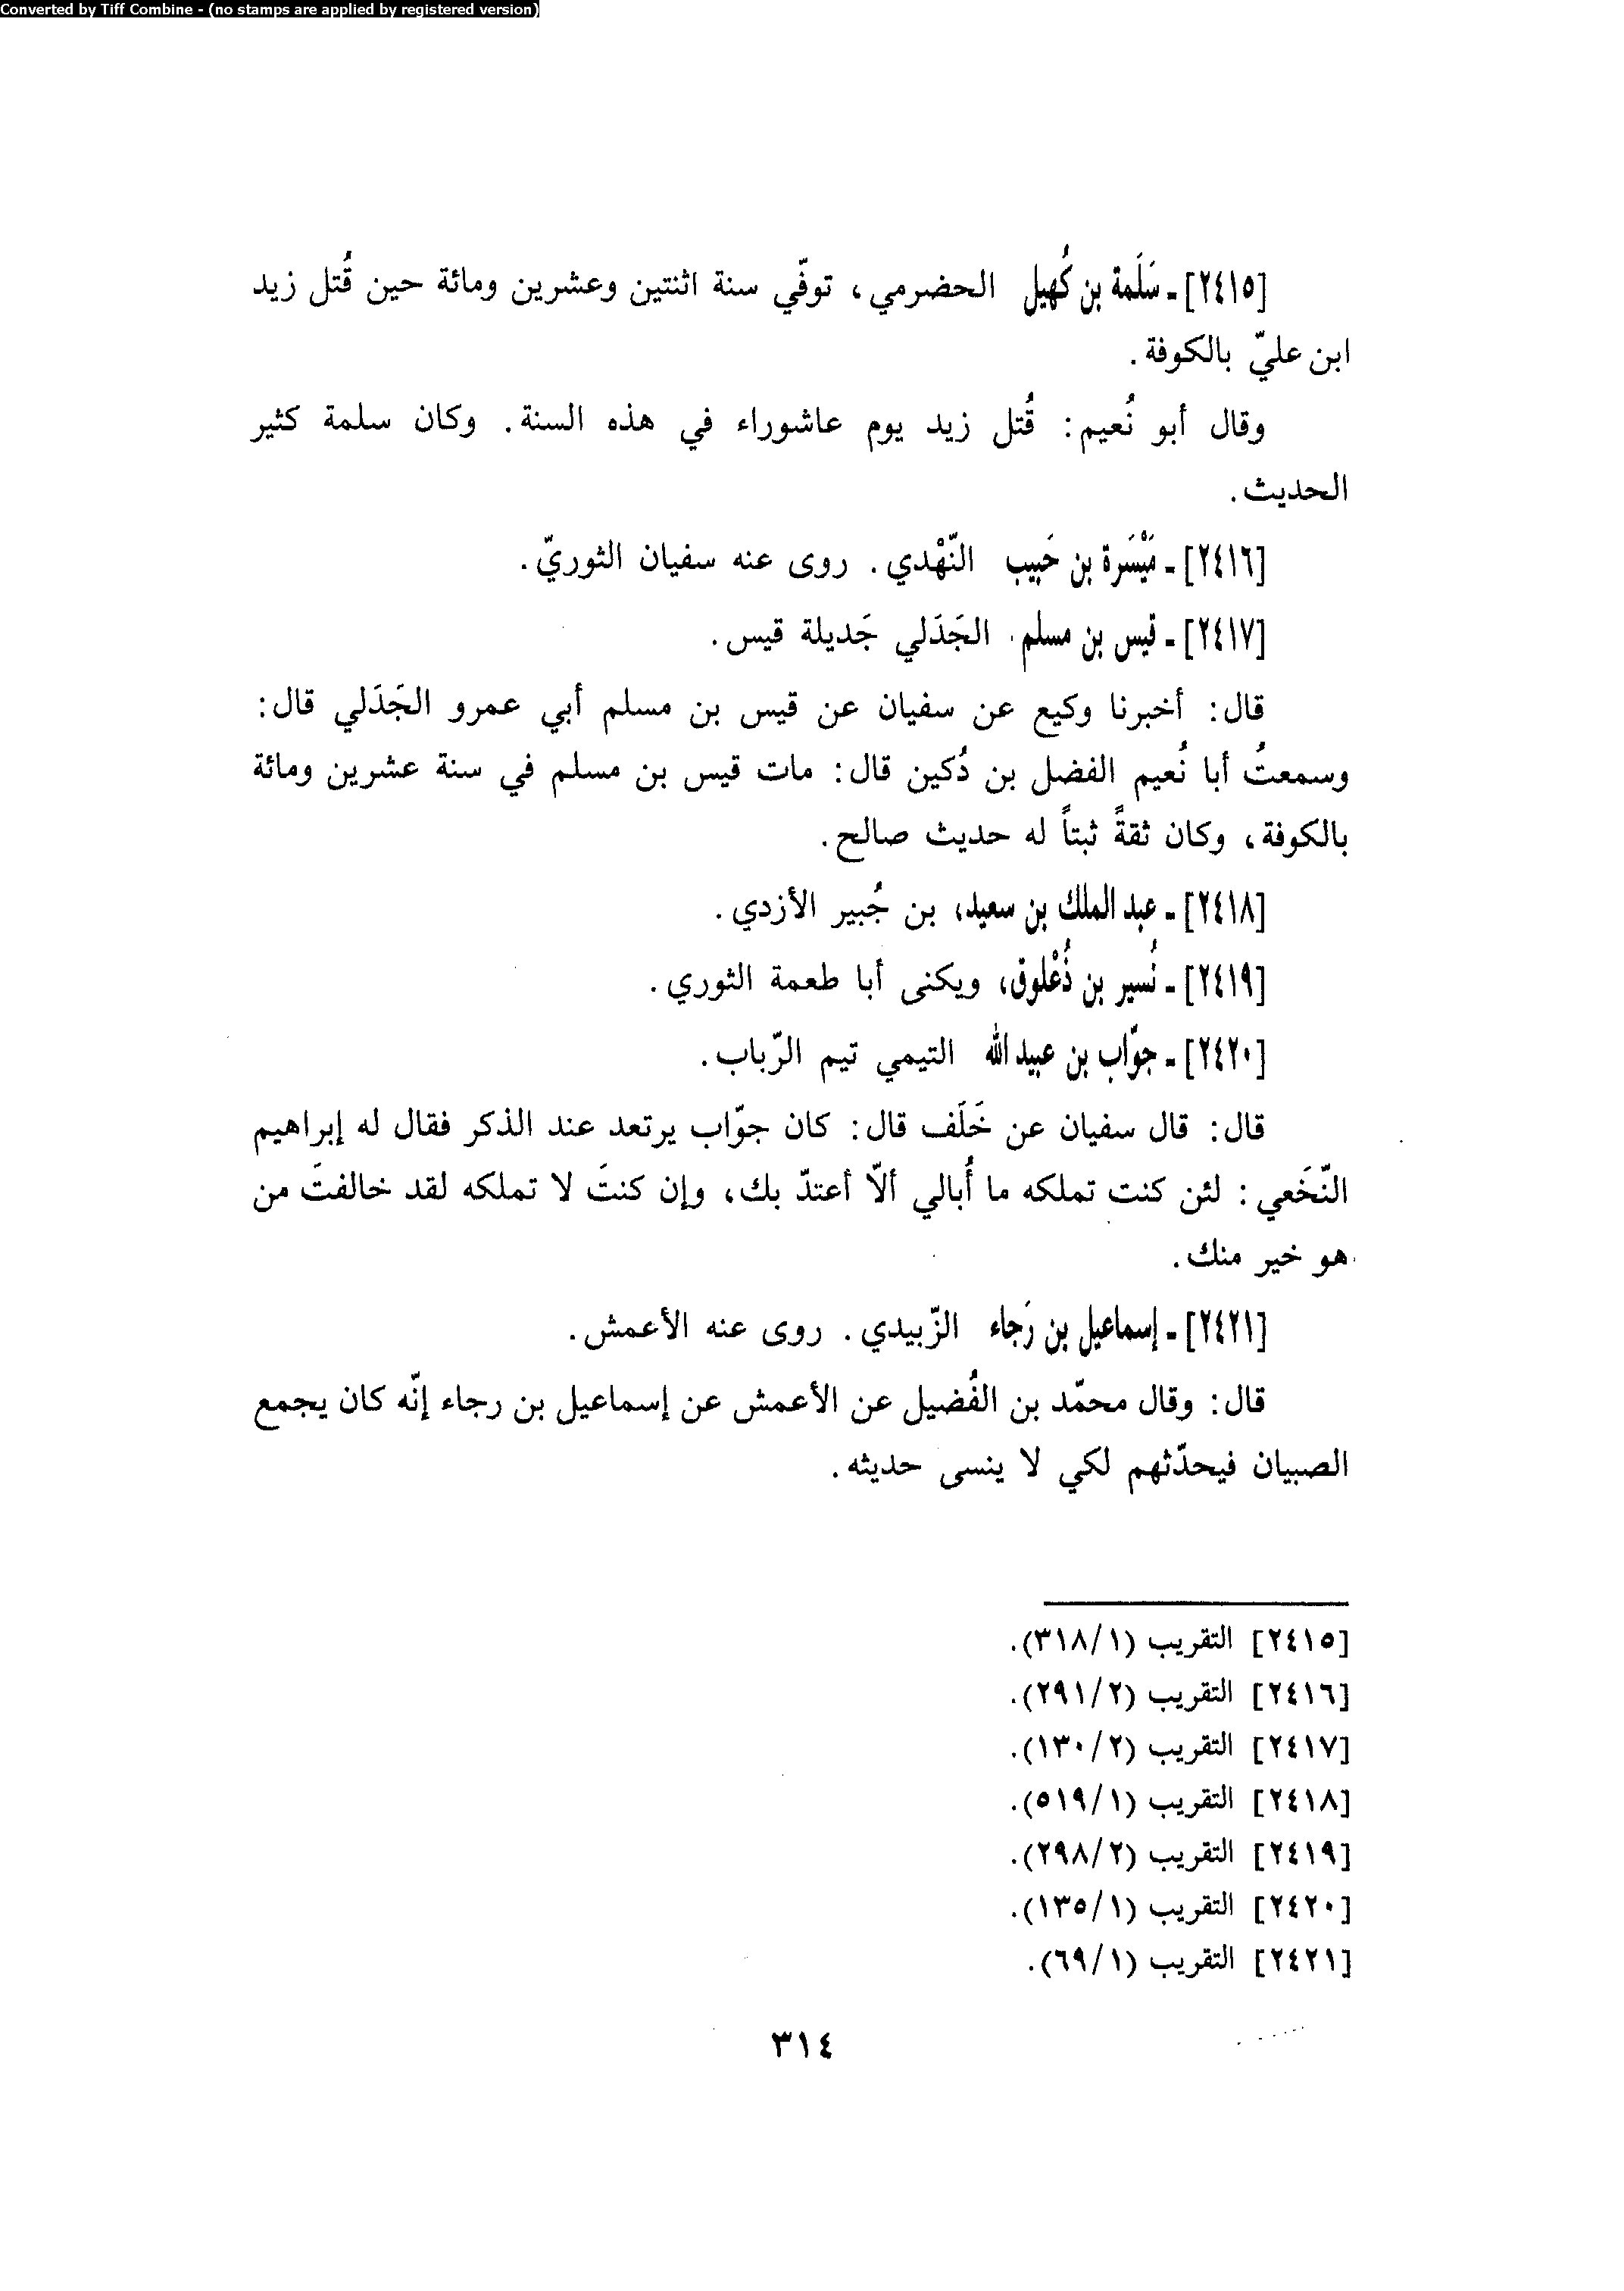 Converted by Tiff Combine - (no stamps are applied by registered version)
[٢٤١٥] ـ سَلَمة بن كُهيل الحضرمي، توفّي سنة اثنتين وعشرين ومائة حين قُتل زيد
ابن عليّ بالكوفة.
وقال أبو نُعيم: قُتل زيد يوم عاشوراء في هذه السنة. وكان سلمة كثير
الحديث.
[٢٤١٦] ـ مَيْسَرة بن حَبيب النّهْدي. روى عنه سفيان الثوريّ.
[٢٤١٧] ـ قيس بن مسلم الجَدَلي جَديلة قيس.
قال: أخبرنا وكيع عن سفيان عن قيس بن مسلم أبي عمرو الجَدَلي قال:
وسمعتُ أبا نُعيم الفضل بن دُكين قال: مات قيس بن مسلم في سنة عشرين ومائة
بالكوفة، وكان ثقةً ثبتاً له حديث صالح.
[٢٤١٨] ـ عبد الملك بن سعيد، بن جُبير الأزدي.
[٢٤١٩] ـ نُسير بن ذُعْلوق، ويكنى أبا طعمة الثوري.
[٢٤٢٠] ـ جوّاب بن عبيد الله التيمي تيم الرّباب.
قال: قال سفيان عن خَلَف قال: كان جوّاب يرتعد عند الذكر فقال له إبراهيم
النّخَعي: لئن كنت تملكه ما أُبالي ألاّ أعتدّ بك، وإن كنتَ لا تملكه لقد خالفتَ من
هو خير منك.
[٢٤٢١] ـ إسماعيل بن رَجاء الزّبيدي. روى عنه الأعمش.
قال: وقال محمّد بن الفُضيل عن الأعمش عن إسماعيل بن رجاء إنّه كان يجمع
الصبيان فيحدّثهم لكي لا ينسى حديثه.
[٢٤١٥] التقريب (٣١٨/١).
[٢٤١٦] التقريب (٢٩١/٢).
[٢٤١٧] التقريب (١٣٠/٢).
[٢٤١٨] التقريب (٥١٩/١).
[٢٤١٩] التقريب (٢٩٨/٢).
[٢٤٢٠] التقريب (١٣٥/١).
[٢٤٢١] التقريب (٦٩/١).
٣١٤